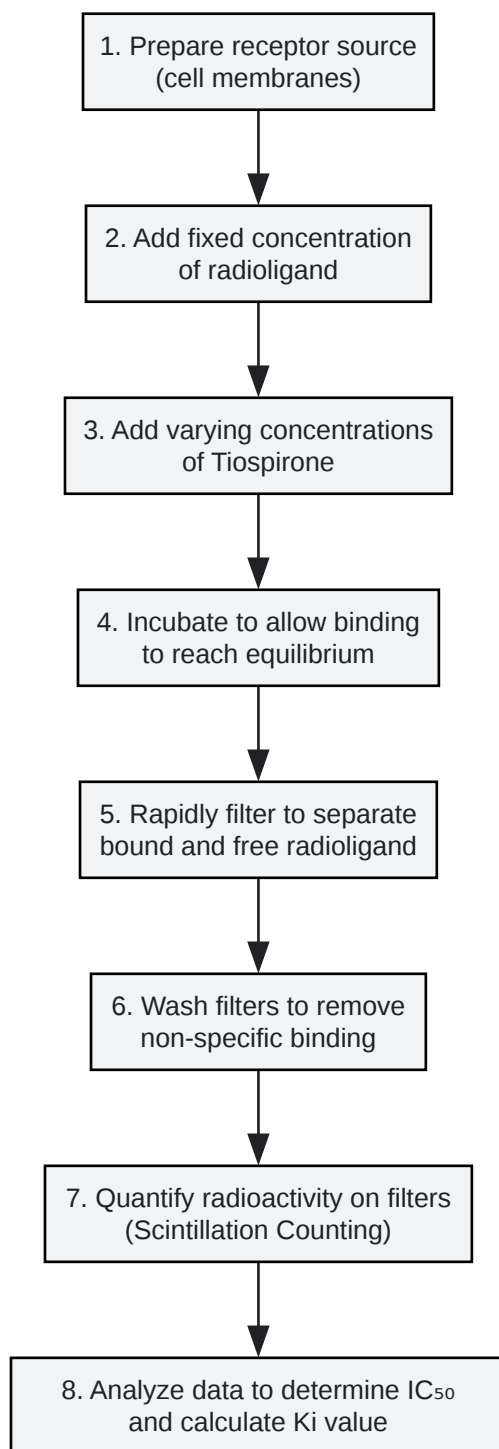 1. Prepare receptor source
(cell membranes)
2. Add fixed concentration
of radioligand
3. Add varying concentrations
of Tiospirone
4. Incubate to allow binding
to reach equilibrium
5. Rapidly filter to separate
bound and free radioligand
6. Wash filters to remove
non-specific binding
7. Quantify radioactivity on filters
(Scintillation Counting)
8. Analyze data to determine IC₅₀
and calculate Ki value